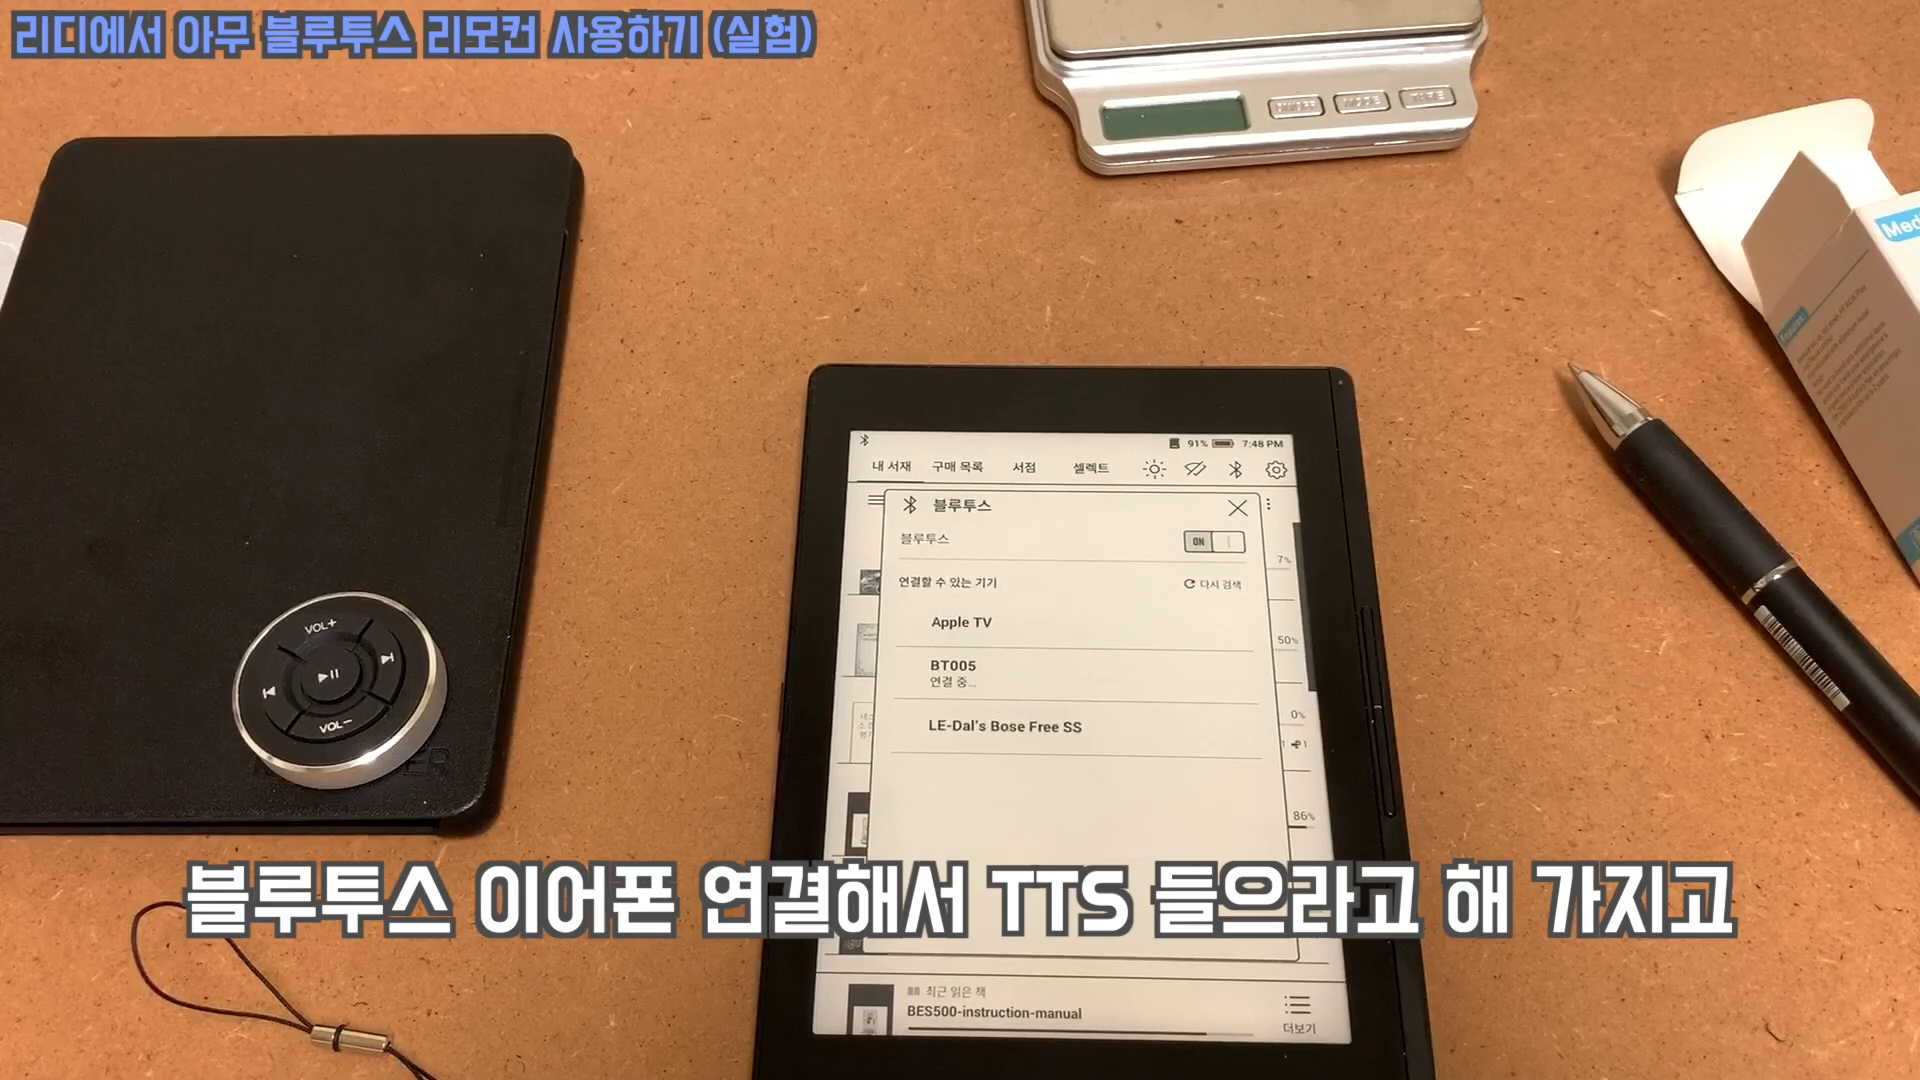 리디에서 아무 블루투스 리모컨 사용하기 (실험)
ON/OFF MODE TARE
Med
VOL+
VOL-
91% 7:48 PM
내 서재 구매 목록 서점 셀렉트
블루투스
블루투스 ON
연결할 수 있는 기기 다시 검색
Apple TV
BT005
연결 중...
LE-Dal's Bose Free SS
7%
50%
0%
86%
블루투스 이어폰 연결해서 TTS 들으라고 해 가지고
최근 읽은 책
BES500-instruction-manual
더보기